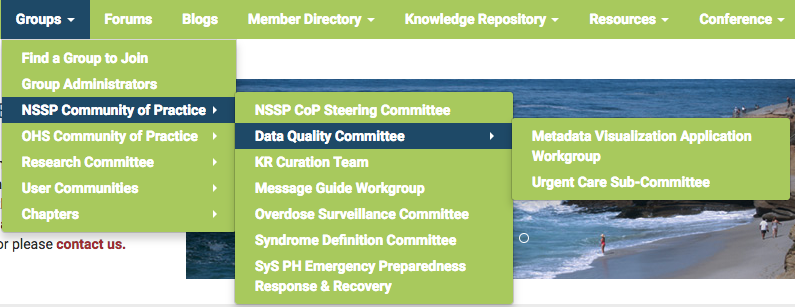 Groups
Forums
Blogs
Member Directory
Knowledge Repository
Resources
Conference
Find a Group to Join
Group Administrators
NSSP Community of Practice
OHS Community of Practice
Research Committee
User Communities
Chapters
or please contact us.
NSSP CoP Steering Committee
Data Quality Committee
KR Curation Team
Message Guide Workgroup
Overdose Surveillance Committee
Syndrome Definition Committee
SyS PH Emergency Preparedness
Response & Recovery
Metadata Visualization Application
Workgroup
Urgent Care Sub-Committee